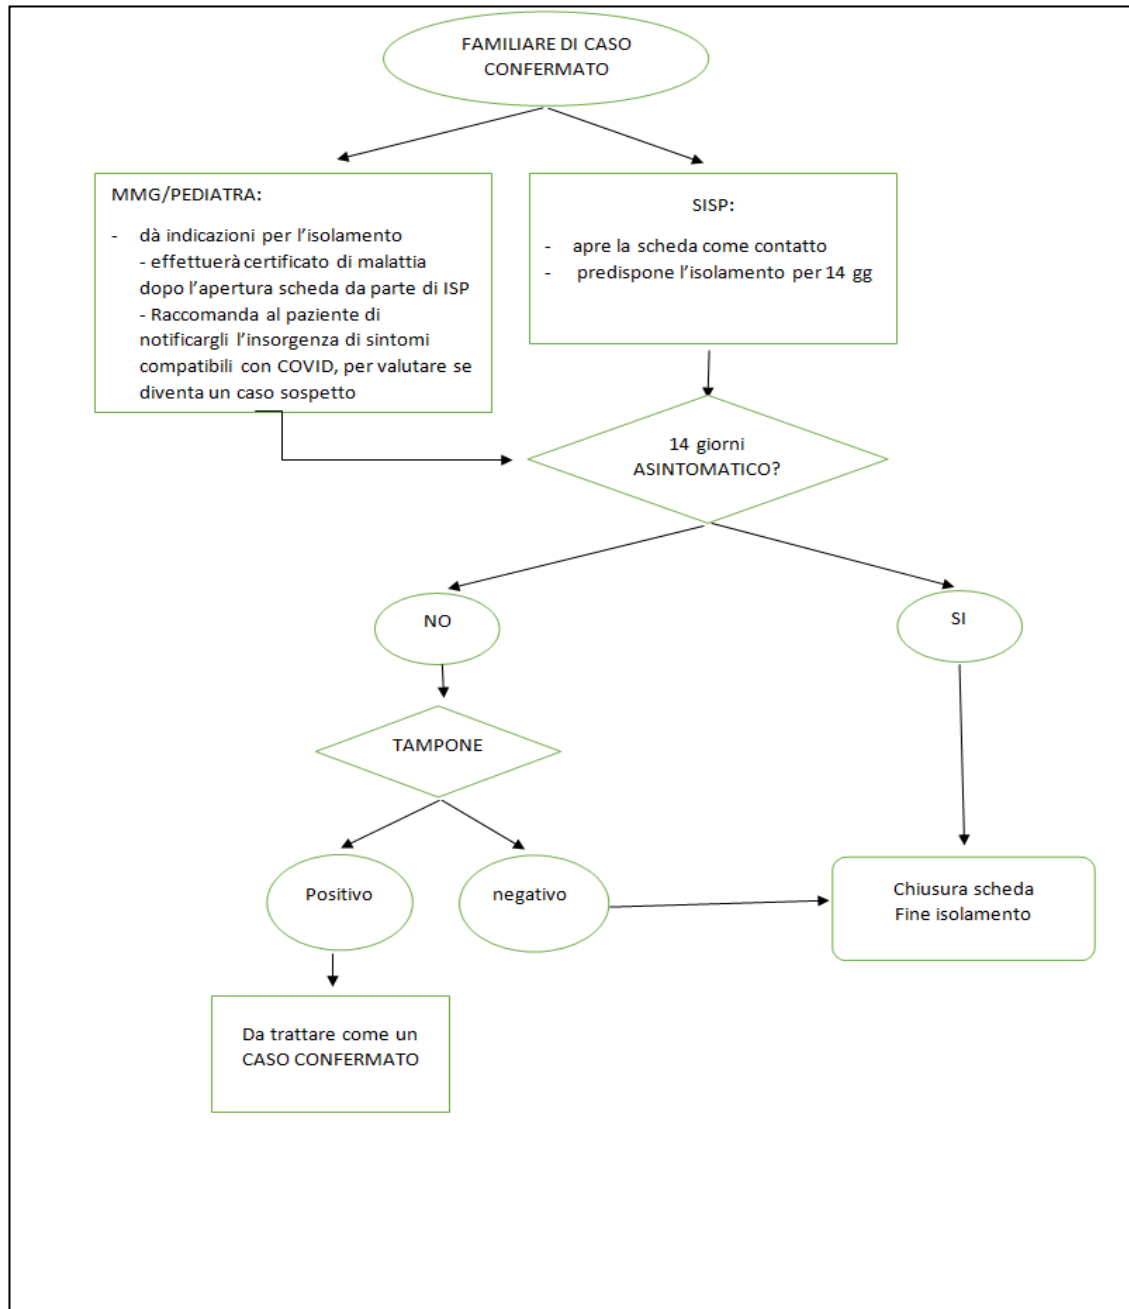 FAMILIARE DI CASO
CONFERMATO
MMG/PEDIATRA:
- dà indicazioni per l’isolamento
- effettuerà certificato di malattia
dopo l’apertura scheda da parte di ISP
- Raccomanda al paziente di
notificargli l’insorgenza di sintomi
compatibili con COVID, per valutare se
diventa un caso sospetto
SISP:
- apre la scheda come contatto
- predispone l’isolamento per 14 gg
14 giorni
ASINTOMATICO?
NO
SI
TAMPONE
Positivo
negativo
Chiusura scheda
Fine isolamento
Da trattare come un
CASO CONFERMATO